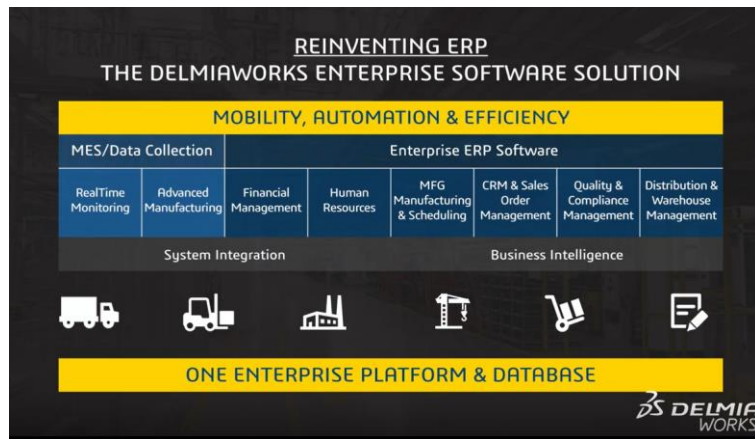 REINVENTING ERP
THE DELMIAWORKS ENTERPRISE SOFTWARE SOLUTION
MOBILITY, AUTOMATION & EFFICIENCY
MES/Data Collection
Enterprise ERP Software
RealTime
Monitoring
Advanced
Manufacturing
Financial
Management
Human
Resources
MFG
Manufacturing
& Scheduling
CRM & Sales
Order
Management
Quality &
Compliance
Management
Distribution &
Warehouse
Management
System Integration
Business Intelligence
ONE ENTERPRISE PLATFORM & DATABASE
3S DELMIA
WORKS